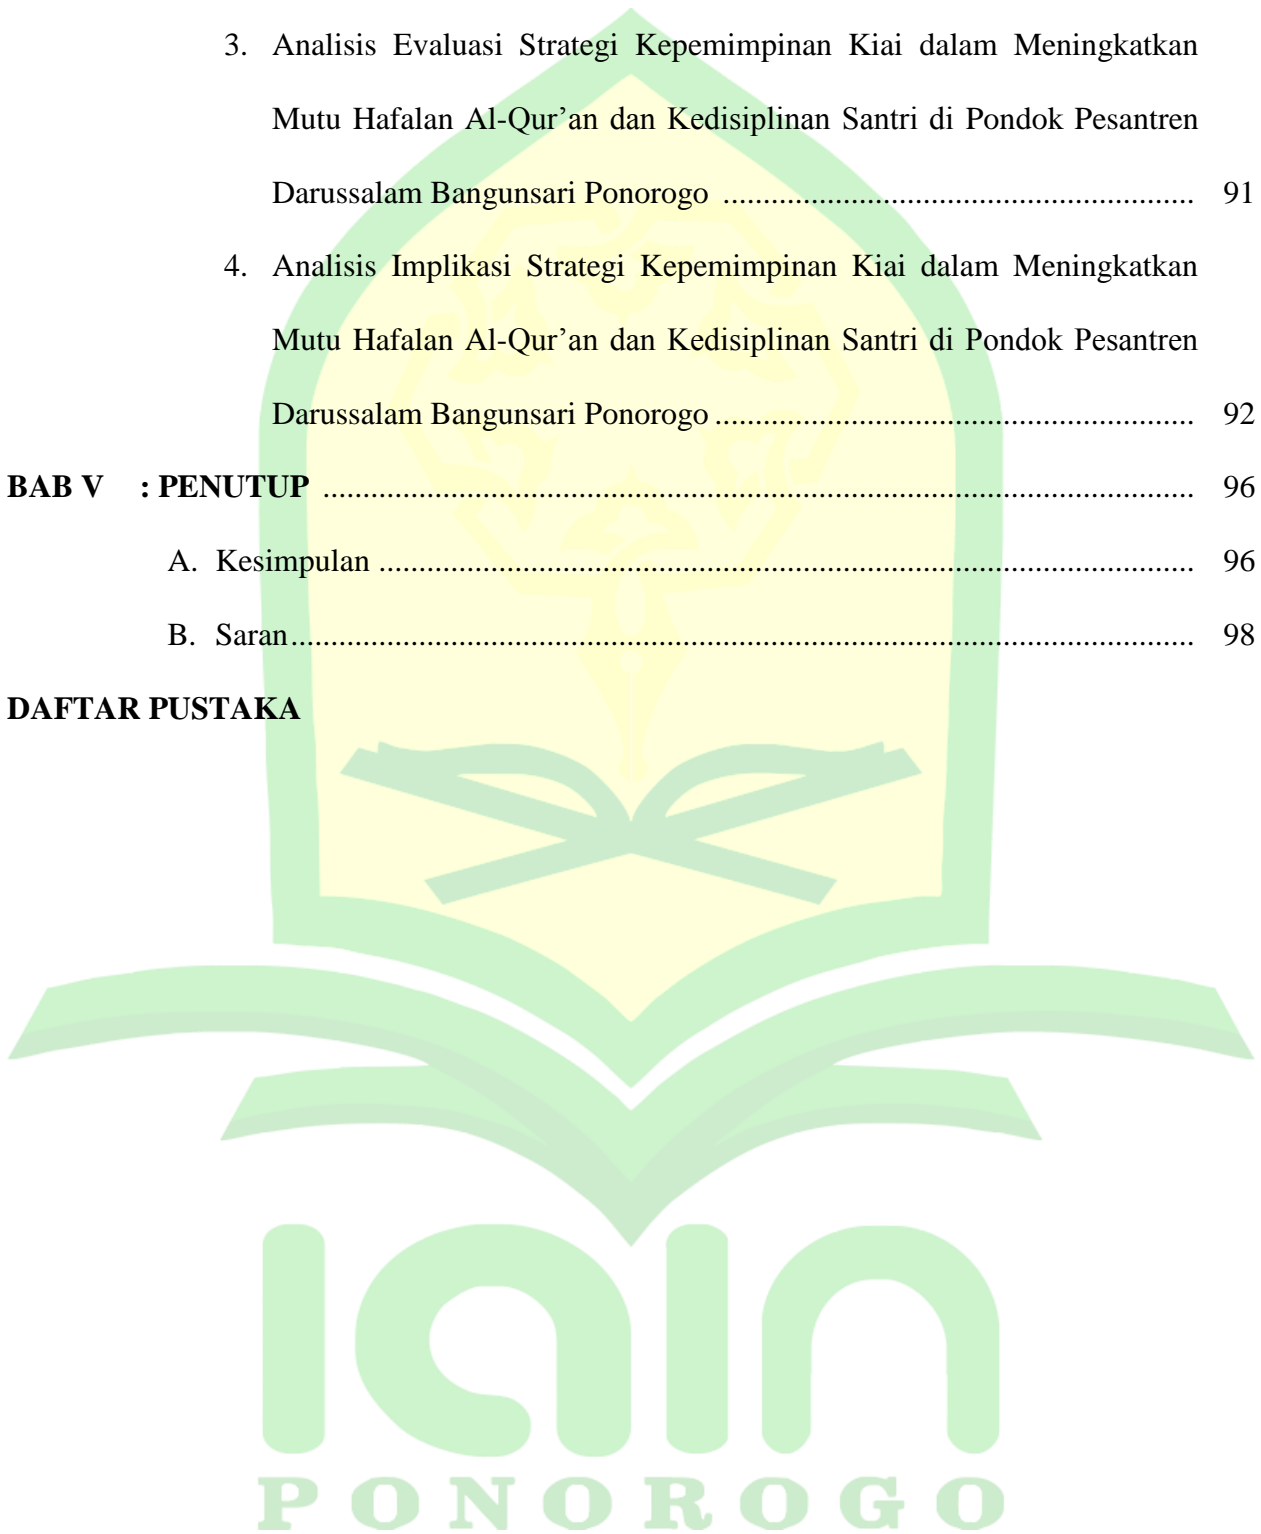 3. Analisis Evaluasi Strategi Kepemimpinan Kiai dalam Meningkatkan
Mutu Hafalan Al-Qur’an dan Kedisiplinan Santri di Pondok Pesantren
Darussalam Bangunsari Ponorogo ........................................................... 91
4. Analisis Implikasi Strategi Kepemimpinan Kiai dalam Meningkatkan
Mutu Hafalan Al-Qur’an dan Kedisiplinan Santri di Pondok Pesantren
Darussalam Bangunsari Ponorogo ............................................................ 92
BAB V : PENUTUP ............................................................................................................. 96
A. Kesimpulan ...................................................................................................... 96
B. Saran ................................................................................................................. 98
DAFTAR PUSTAKA
iain
PONOROGO